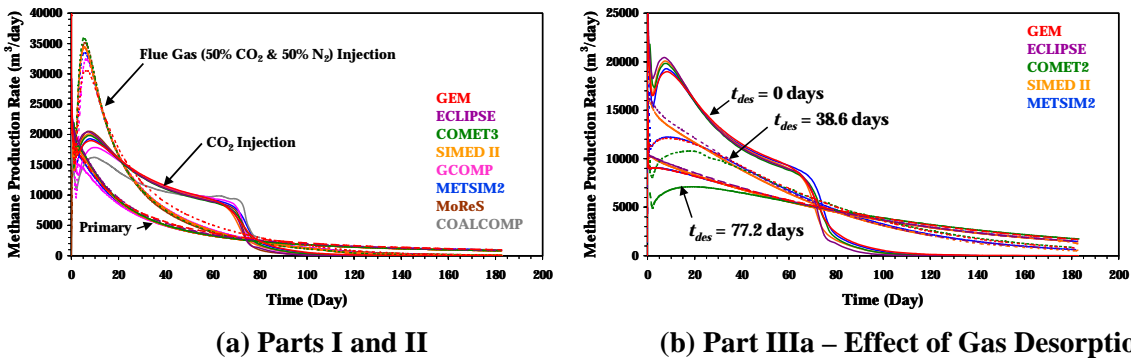 Methane Production Rate (m³/day)
40000
35000
30000
25000
20000
15000
10000
5000
0
Flue Gas (50% CO₂ & 50% N₂) Injection
CO₂ Injection
Primary
GEM
ECLIPSE
COMET3
SIMED II
GCOMP
METSIM2
MoReS
COALCOMP
0 20 40 60 80 100 120 140 160 180 200
Time (Day)
(a) Parts I and II
Methane Production Rate (m³/day)
25000
20000
15000
10000
5000
0
GEM
ECLIPSE
COMET2
SIMED II
METSIM2
t_des = 0 days
t_des = 38.6 days
t_des = 77.2 days
0 20 40 60 80 100 120 140 160 180 200
Time (Day)
(b) Part IIIa – Effect of Gas Desorptio